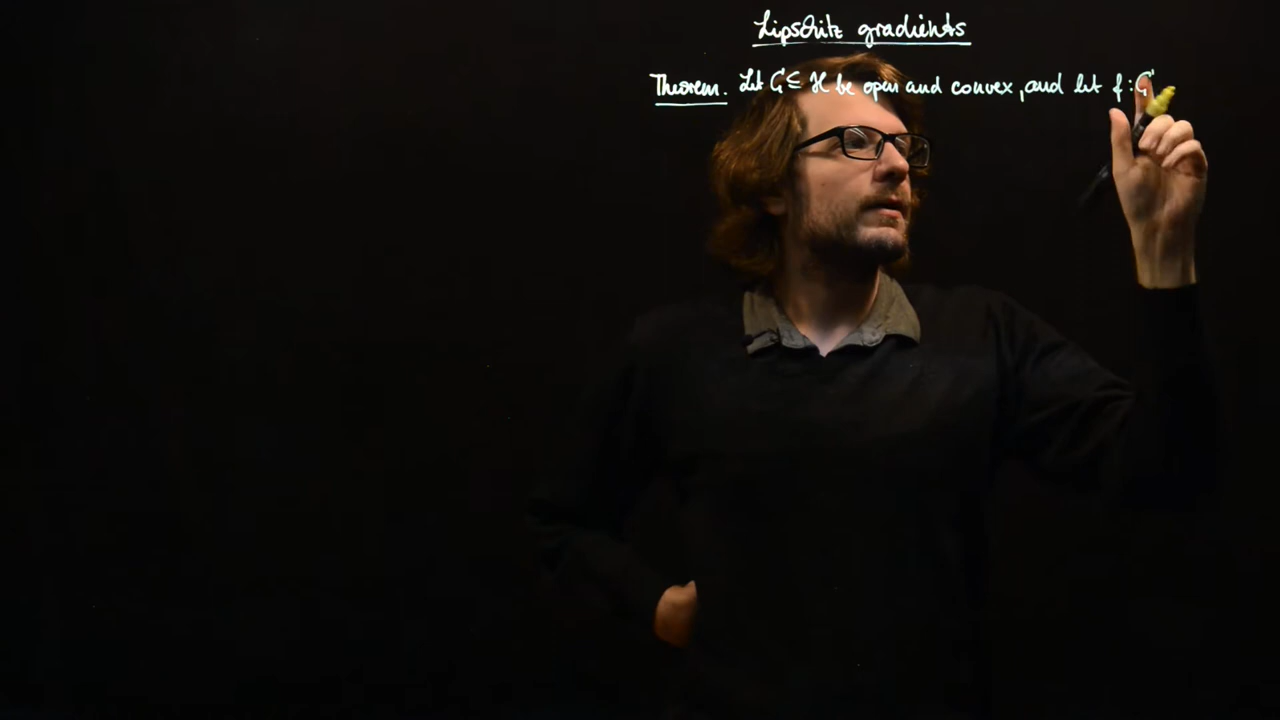 Lipschitz gradients
Theorem. Let G ⊆ H be open and convex, and let f : G